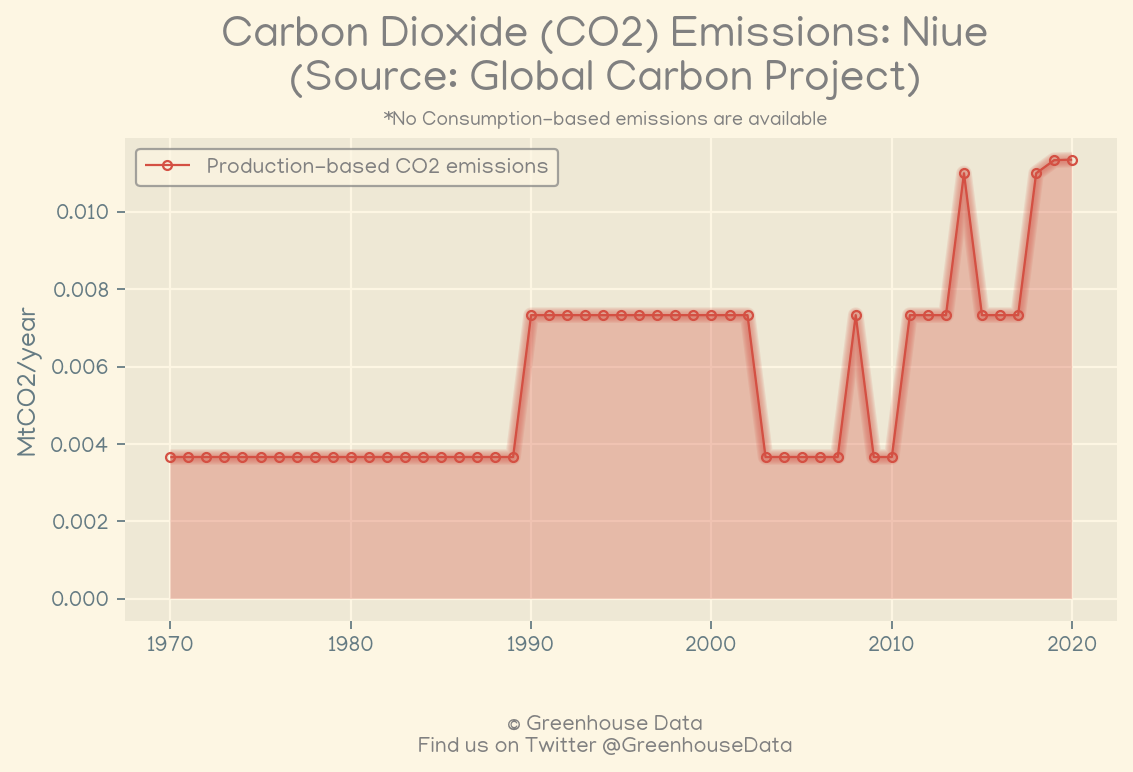 Carbon Dioxide (CO2) Emissions: Niue
(Source: Global Carbon Project)
*No Consumption-based emissions are available
Production-based CO2 emissions
MtCO2/year
0.010
0.008
0.006
0.004
0.002
0.000
1970 1980 1990 2000 2010 2020
© Greenhouse Data
Find us on Twitter @GreenhouseData